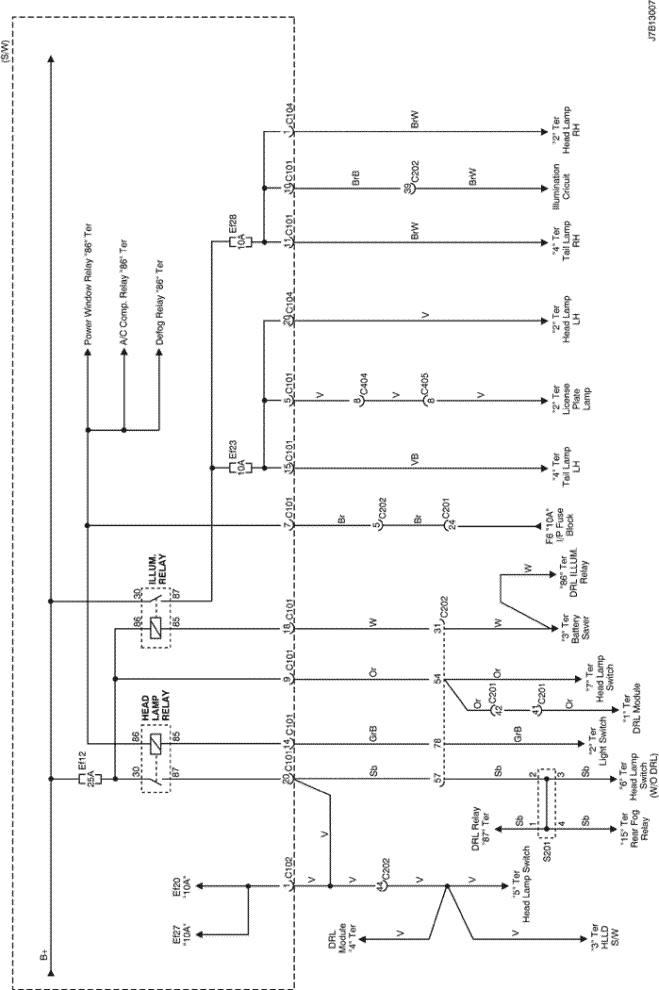 J7B13007
(S/W)
B+
Power Window Relay "86" Ter
A/C Comp. Relay "86" Ter
Defog Relay "86" Ter
Ef28
10A
Ef23
10A
ILLUM.
RELAY
30
87
86
85
HEAD
LAMP
RELAY
86
85
30
87
Ef12
25A
Ef20
"10A"
Ef27
"10A"
1
C104
BrW
"2" Ter
Head Lamp
RH
19
C101
BrB
39
C202
BrW
Illumination
Cricuit
11
C101
BrW
"4" Ter
Tail Lamp
RH
C104
V
"2" Ter
Head Lamp
LH
5
C101
V
8
C404
V
8
C405
V
"2" Ter
License
Plate
Lamp
15
C101
VB
"4" Ter
Tail Lamp
LH
7
C101
Br
5
C202
Br
24
C201
F6 "10A"
I/P Fuse
Block
W
"86" Ter
DRL ILLUM.
Relay
18
C101
W
31
C202
W
"3" Ter
Battery
Saver
9
C101
Or
54
Or
"7" Ter
Head Lamp
Switch
Or
42
C201
Or
41
C201
Or
"1" Ter
DRL Module
14
C101
GrB
78
GrB
"2" Ter
Light Switch
20
C101
Sb
57
Sb
2
3
Sb
"6" Ter
Head Lamp
Switch
(W/O DRL)
DRL Relay
"87" Ter
Sb
1
4
Sb
"15" Ter
Rear Fog
Relay
S201
V
1
C102
V
V
44
C202
V
V
"5" Ter
Head Lamp Switch
DRL
Module
"4" Ter
V
V
"3" Ter
HLLD
S/W